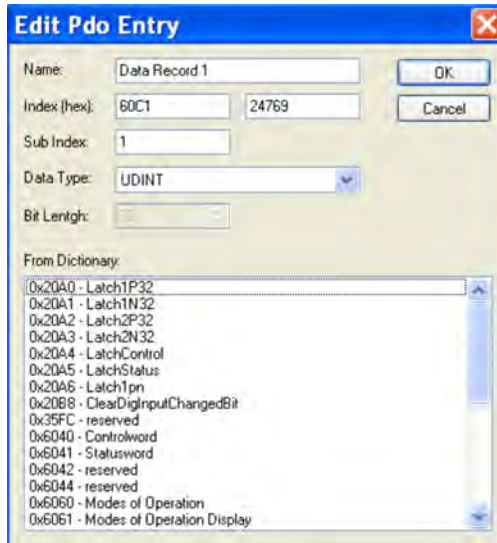 Edit Pdo Entry
Name: Data Record 1 OK
Index (hex): 60C1 24769 Cancel
Sub Index: 1
Data Type: UDINT
Bit Lentgh:
From Dictionary:
0x20A0 - Latch1P32
0x20A1 - Latch1N32
0x20A2 - Latch2P32
0x20A3 - Latch2N32
0x20A4 - LatchControl
0x20A5 - LatchStatus
0x20A6 - Latch1pn
0x20B8 - ClearDigInputChangedBit
0x35FC - reserved
0x6040 - Controlword
0x6041 - Statusword
0x6042 - reserved
0x6044 - reserved
0x6060 - Modes of Operation
0x6061 - Modes of Operation Display